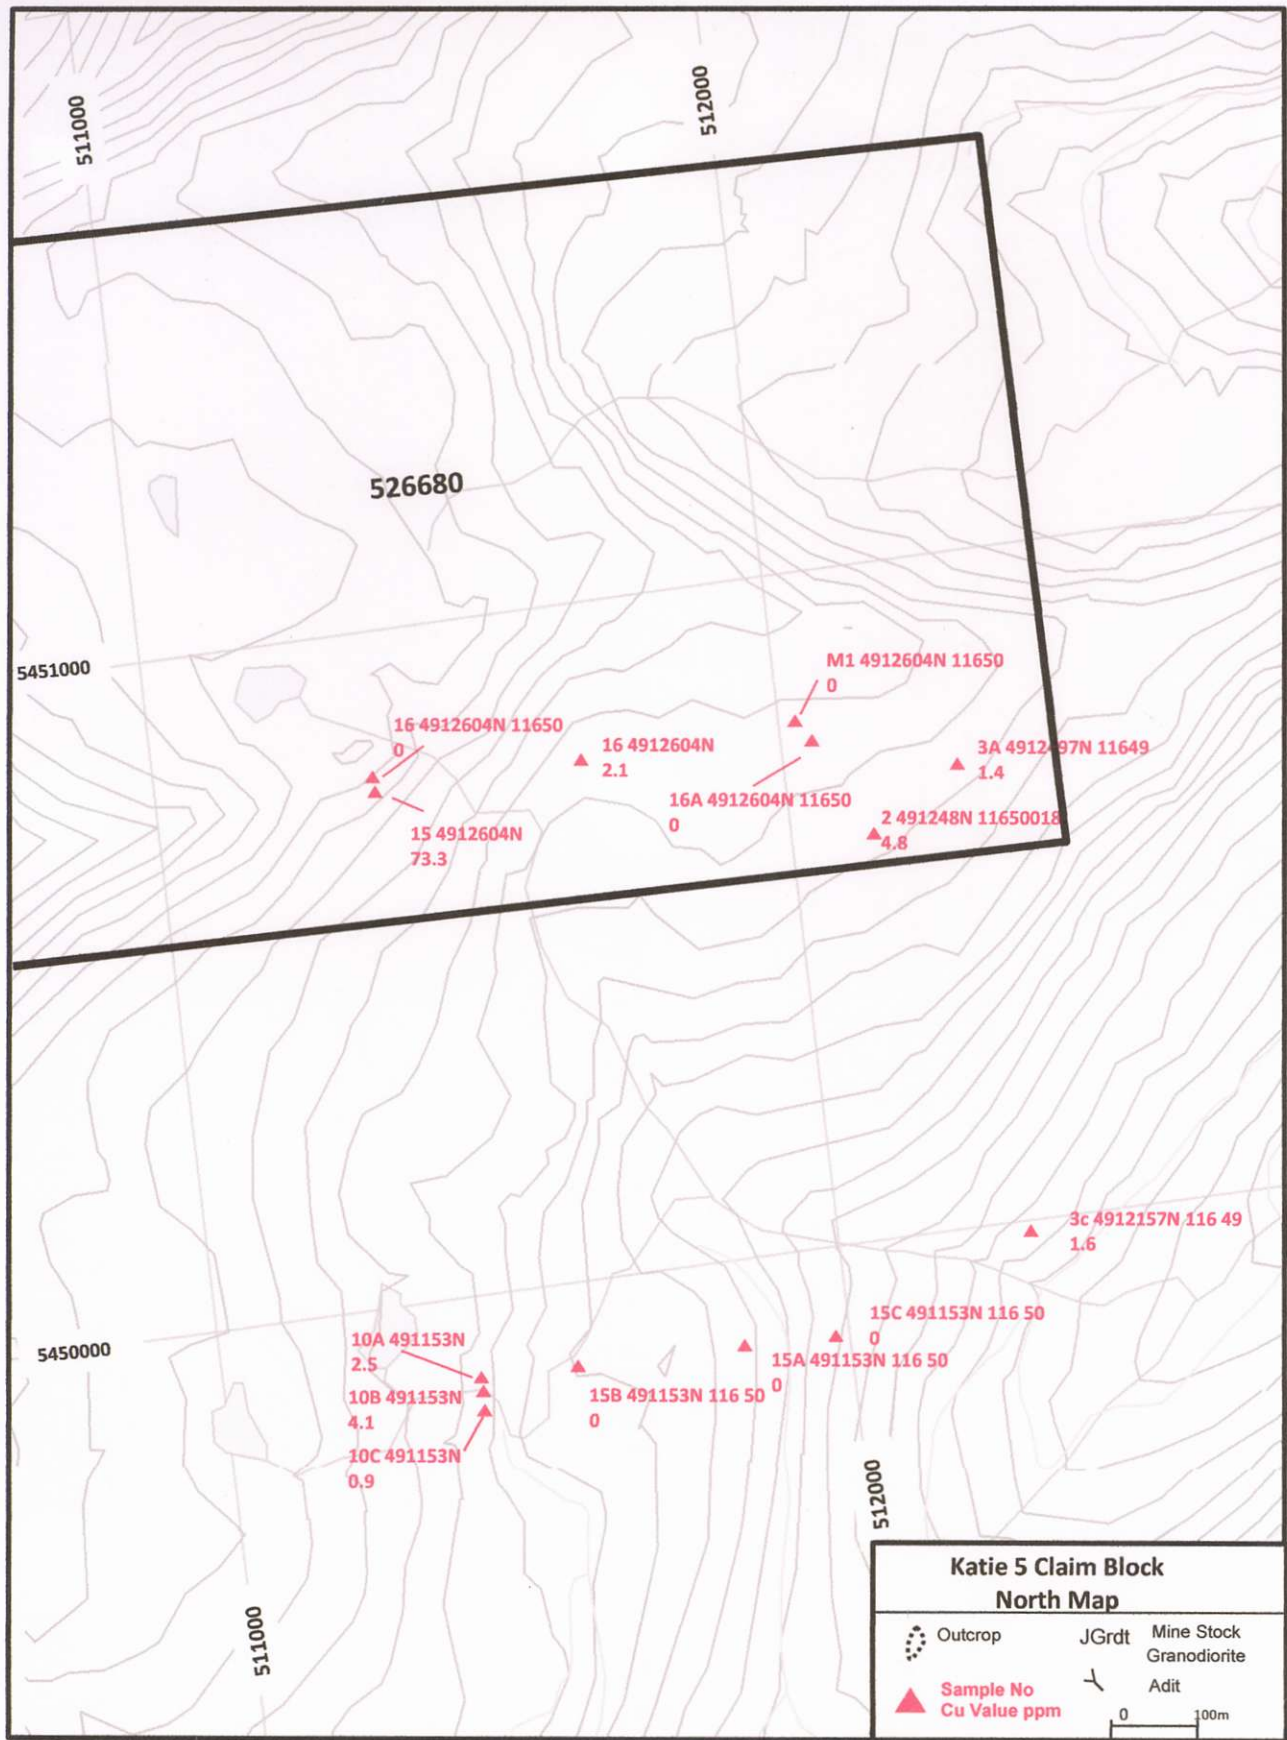 511000
512000
526680
5451000
M1 4912604N 11650
0
16 4912604N 11650
0
16 4912604N
2.1
3A 4912497N 11649
1.4
16A 4912604N 11650
0
2 491248N 11650018
4.8
15 4912604N
73.3
3c 4912157N 116 49
1.6
15C 491153N 116 50
0
5450000
10A 491153N
2.5
15A 491153N 116 50
0
10B 491153N
4.1
15B 491153N 116 50
0
10C 491153N
0.9
512000
511000
Katie 5 Claim Block
North Map
Outcrop
JGrdt Mine Stock
Granodiorite
Sample No
Cu Value ppm
Adit
0 100m